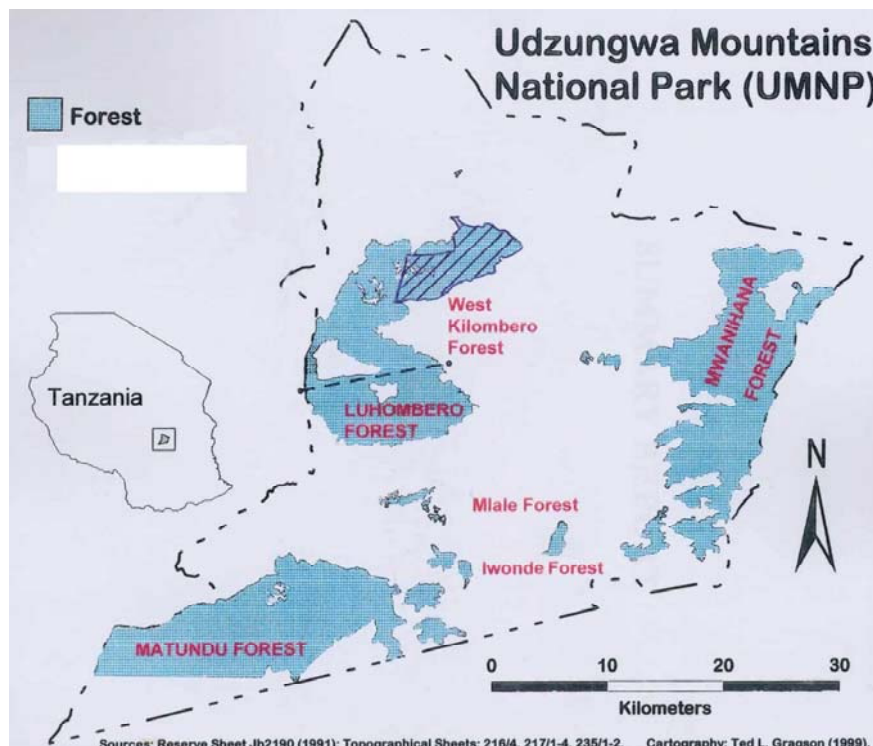 Udzungwa Mountains
National Park (UMNP)
Forest
West
Kilombero
Forest
MWANIHANA
FOREST
Tanzania
LUHOMBERO
FOREST
N
Mlale Forest
Iwonde Forest
MATUNDU FOREST
0 10 20 30
Kilometers
Sources: Reserve Sheet Jb2190 (1991); Topographical Sheets: 216/4, 217/1-4, 235/1-2. Cartography: Ted L. Gragson (1999).